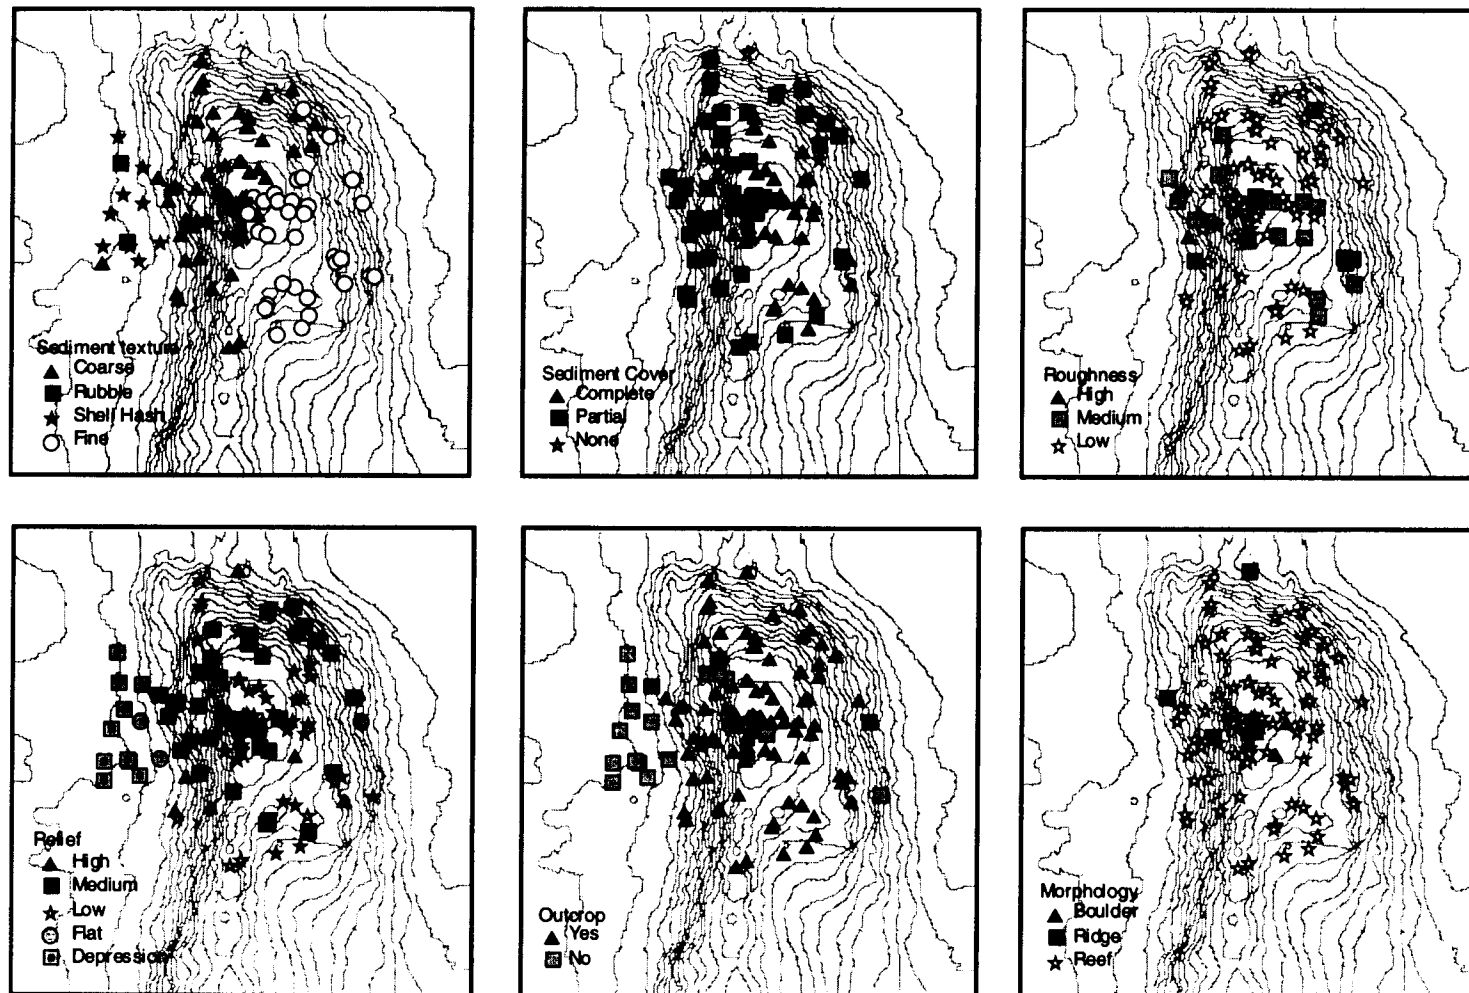 Sediment texture
Coarse
Rubble
Shell Hash
Fine
Sediment Cover
Complete
Partial
None
Roughness
High
Medium
Low
Relief
High
Medium
Low
Flat
Depression
Outcrop
Yes
No
Morphology
Boulder
Ridge
Reef